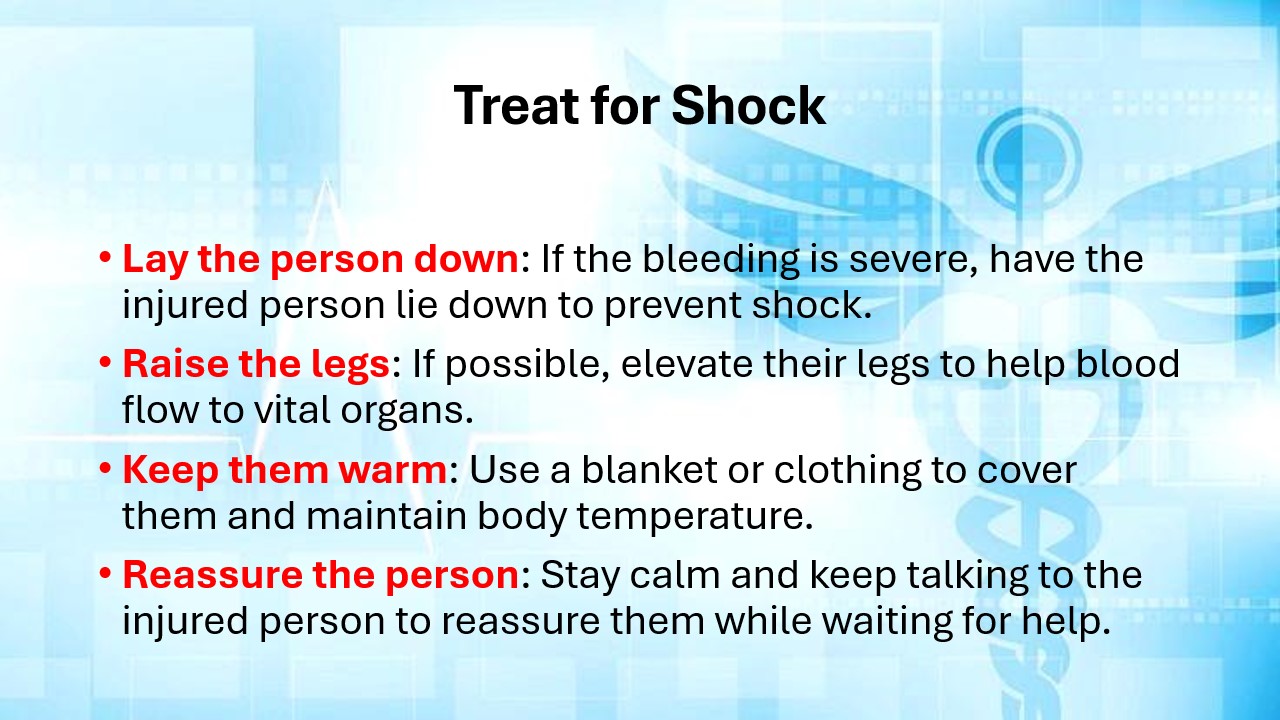 Treat for Shock
• Lay the person down: If the bleeding is severe, have the
injured person lie down to prevent shock.
• Raise the legs: If possible, elevate their legs to help blood
flow to vital organs.
• Keep them warm: Use a blanket or clothing to cover
them and maintain body temperature.
• Reassure the person: Stay calm and keep talking to the
injured person to reassure them while waiting for help.